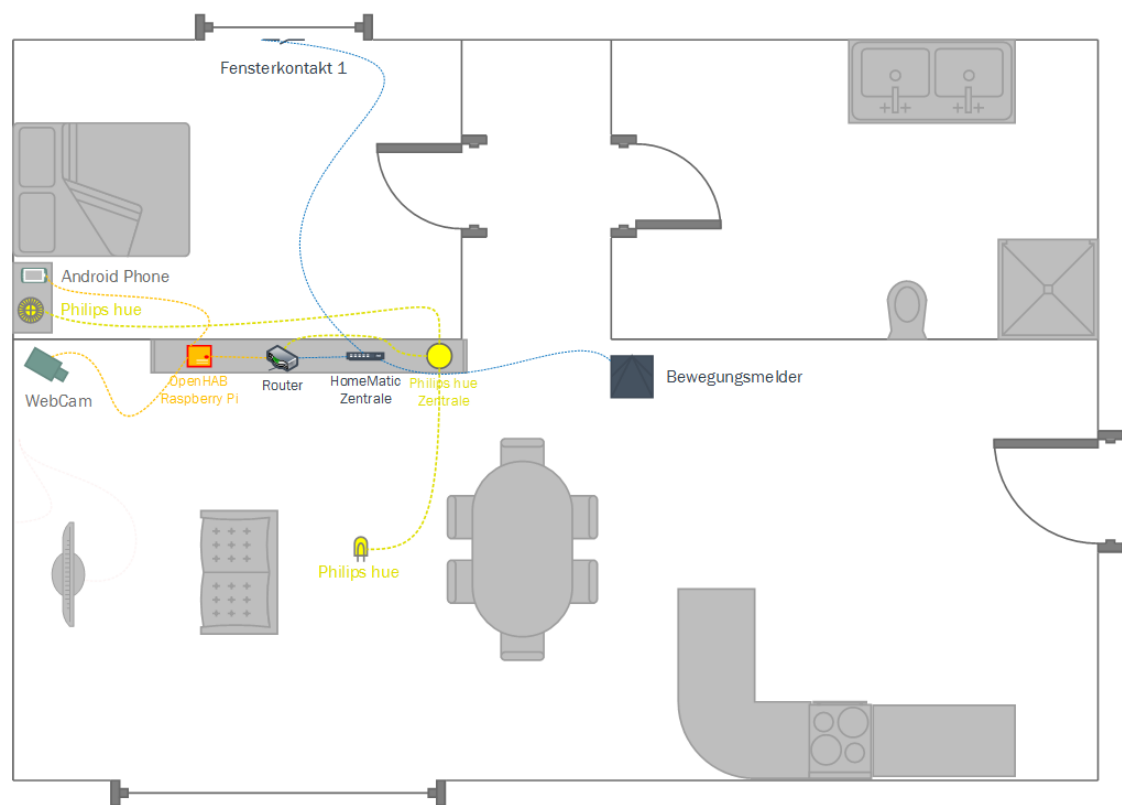 Fensterkontakt 1
Android Phone
Philips hue
WebCam
OpenHAB
Raspberry Pi
Router
HomeMatic
Zentrale
Philips hue
Zentrale
Bewegungsmelder
Philips hue